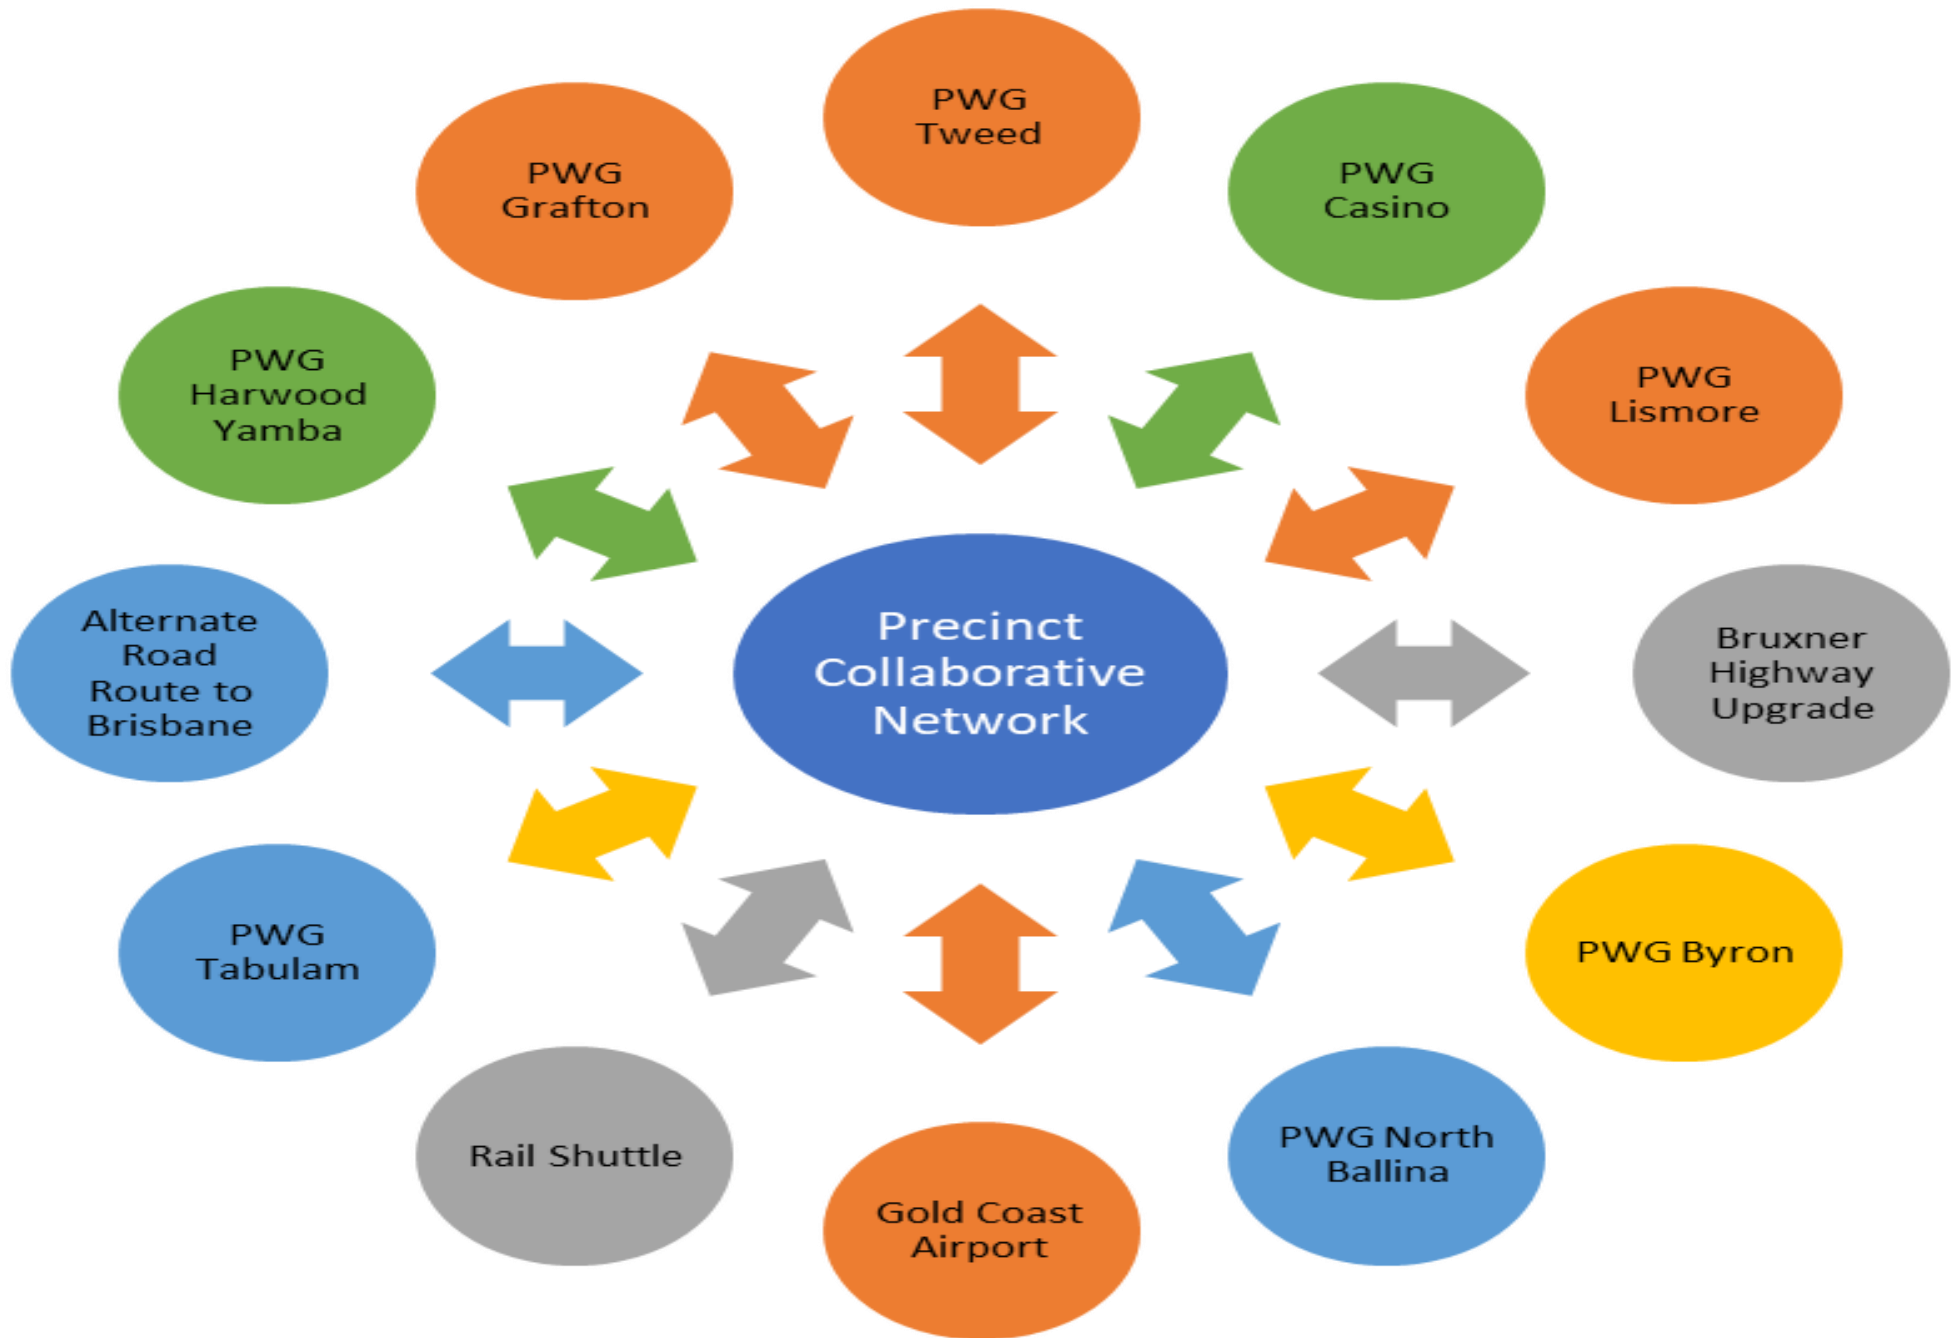 PWG
Tweed
PWG
Grafton
PWG
Casino
PWG
Harwood
Yamba
PWG
Lismore
Alternate
Road
Route to
Brisbane
Precinct
Collaborative
Network
Bruxner
Highway
Upgrade
PWG
Tabulam
PWG Byron
Rail Shuttle
PWG North
Ballina
Gold Coast
Airport